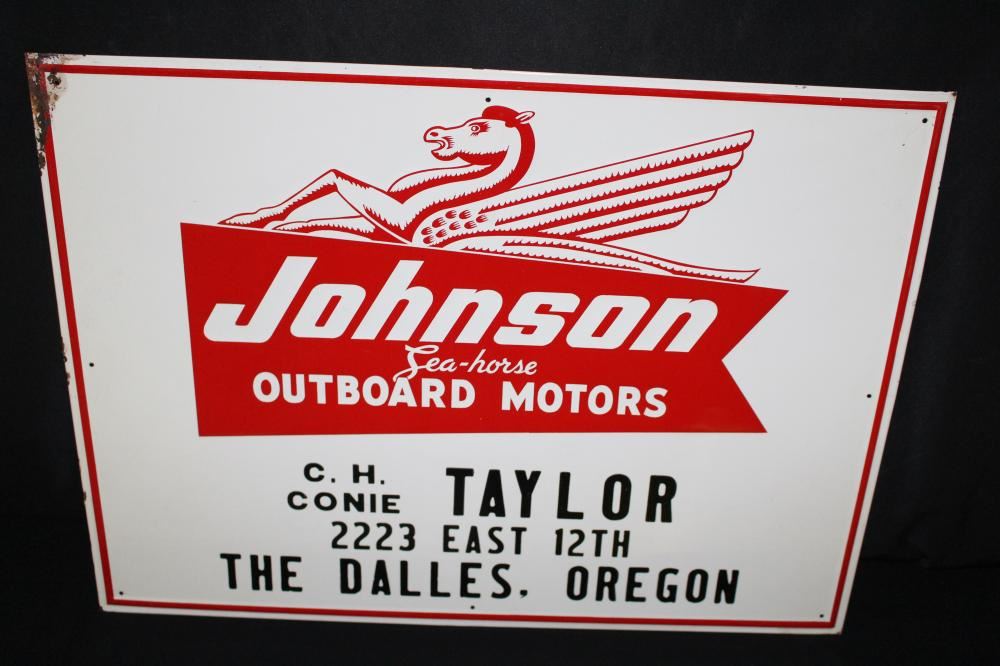 Johnson
Sea-horse
OUTBOARD MOTORS
C. H.
CONIE TAYLOR
2223 EAST 12TH
THE DALLES, OREGON